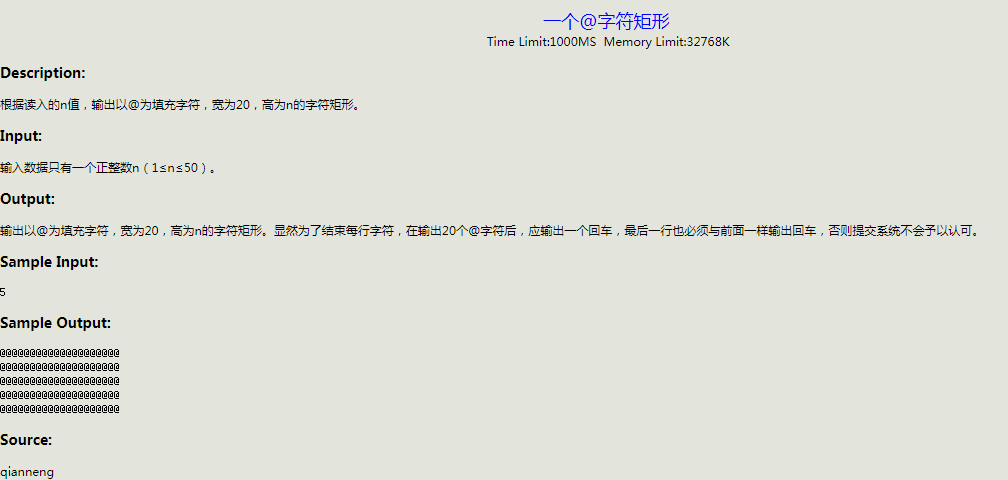 一个@字符矩形
Time Limit:1000MS  Memory Limit:32768K
Description:
根据读入的n值，输出以@为填充字符，宽为20，高为n的字符矩形。
Input:
输入数据只有一个正整数n（1≤n≤50）。
Output:
输出以@为填充字符，宽为20，高为n的字符矩形。显然为了结束每行字符，在输出20个@字符后，应输出一个回车，最后一行也必须与前面一样输出回车，否则提交系统不会予以认可。
Sample Input:
5
Sample Output:
@@@@@@@@@@@@@@@@@@@@
@@@@@@@@@@@@@@@@@@@@
@@@@@@@@@@@@@@@@@@@@
@@@@@@@@@@@@@@@@@@@@
@@@@@@@@@@@@@@@@@@@@
Source:
qianneng